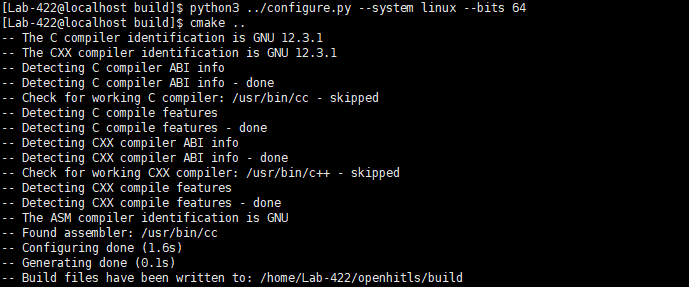 [Lab-422@localhost build]$ python3 ../configure.py --system linux --bits 64
[Lab-422@localhost build]$ cmake ..
-- The C compiler identification is GNU 12.3.1
-- The CXX compiler identification is GNU 12.3.1
-- Detecting C compiler ABI info
-- Detecting C compiler ABI info - done
-- Check for working C compiler: /usr/bin/cc - skipped
-- Detecting C compile features
-- Detecting C compile features - done
-- Detecting CXX compiler ABI info
-- Detecting CXX compiler ABI info - done
-- Check for working CXX compiler: /usr/bin/c++ - skipped
-- Detecting CXX compile features
-- Detecting CXX compile features - done
-- The ASM compiler identification is GNU
-- Found assembler: /usr/bin/cc
-- Configuring done (1.6s)
-- Generating done (0.1s)
-- Build files have been written to: /home/Lab-422/openhitls/build